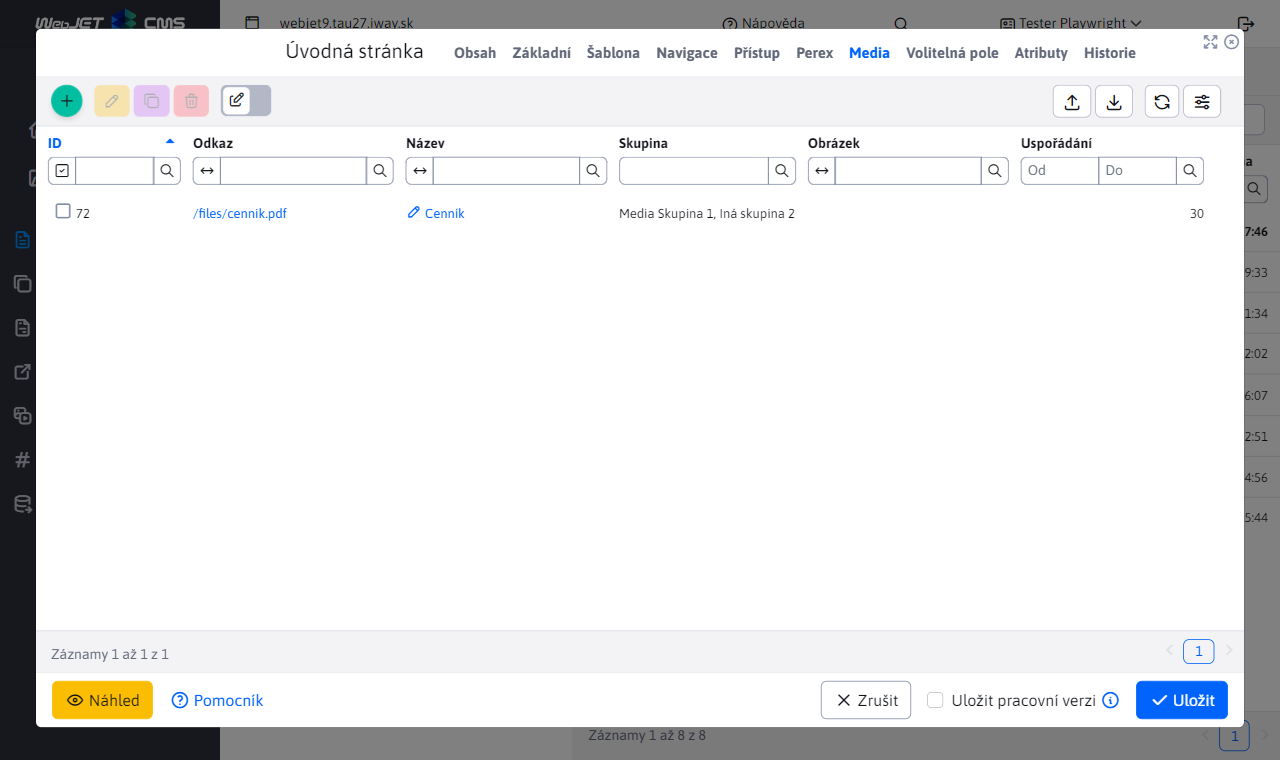 WebJET CMS
webjet9.tau27.iway.sk
Nápověda
Tester Playwright
Úvodná stránka
Obsah
Základní
Šablona
Navigace
Přístup
Perex
Media
Volitelná pole
Atributy
Historie
ID
Odkaz
Název
Skupina
Obrázek
Uspořádání
Od
Do
72
/files/cennik.pdf
Cenník
Media Skupina 1, Iná skupina 2
30
7:46
9:33
1:34
2:02
6:07
2:51
4:56
5:44
Záznamy 1 až 1 z 1
1
Náhled
Pomocník
Zrušit
Uložit pracovní verzi
Uložit
Záznamy 1 až 8 z 8
1